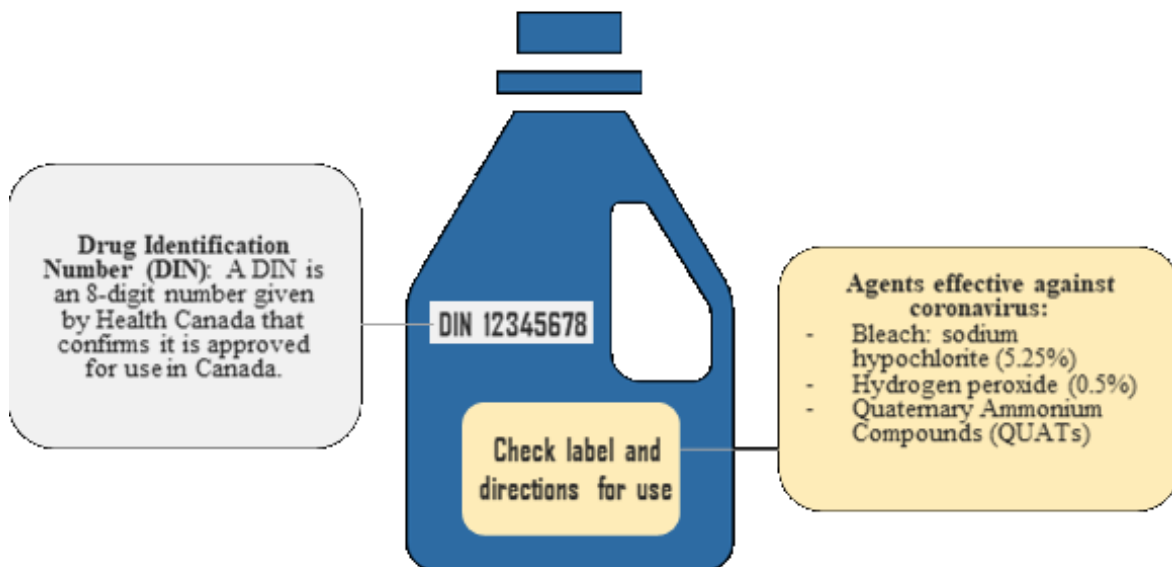 Drug Identification
Number (DIN): A DIN is
an 8-digit number given
by Health Canada that
confirms it is approved
for use in Canada.
DIN 12345678
Check label and
directions for use
Agents effective against
coronavirus:
- Bleach: sodium
hypochlorite (5.25%)
- Hydrogen peroxide (0.5%)
- Quaternary Ammonium
Compounds (QUATs)